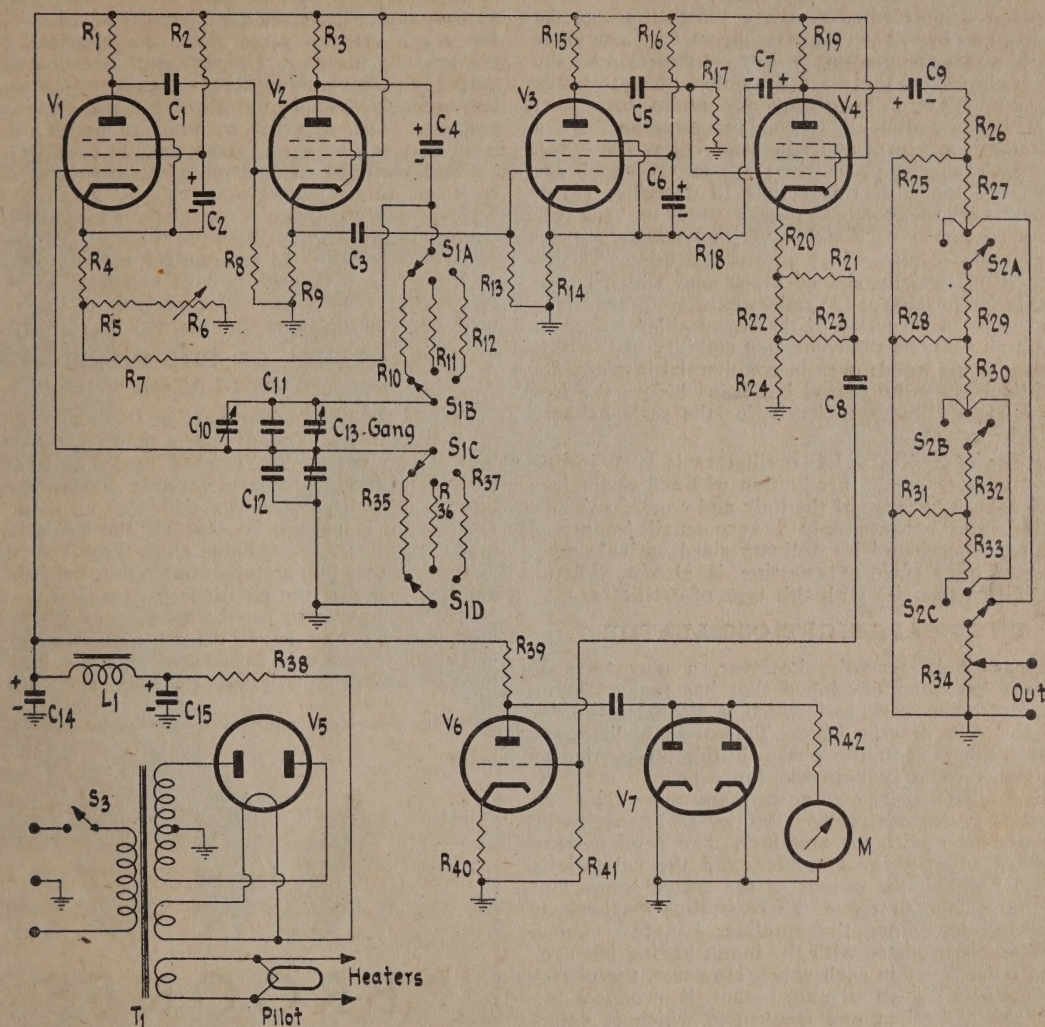 R1
R2
R3
R15
R16
R19
C7
- +
C9
+ -
V1
C1
V2
C4
+
-
V3
C5
R17
V4
R26
R25
R27
+
-
C2
C6
+
-
R4
R8
C3
S1A
R18
R20
R21
S2A
R5
R6
R9
R13
R14
R22
R23
R28
R29
R7
R10
R11
R12
R24
C8
R30
C11
S1B
C10
C13-Gang
S1C
S2B
C12
R35
R36
R37
R31
R32
R33
S1D
S2C
R38
R39
R34
Out
+
-
C14
L1
+
-
C15
V5
V6
R42
S3
V7
M
R40
R41
Heaters
T1
Pilot